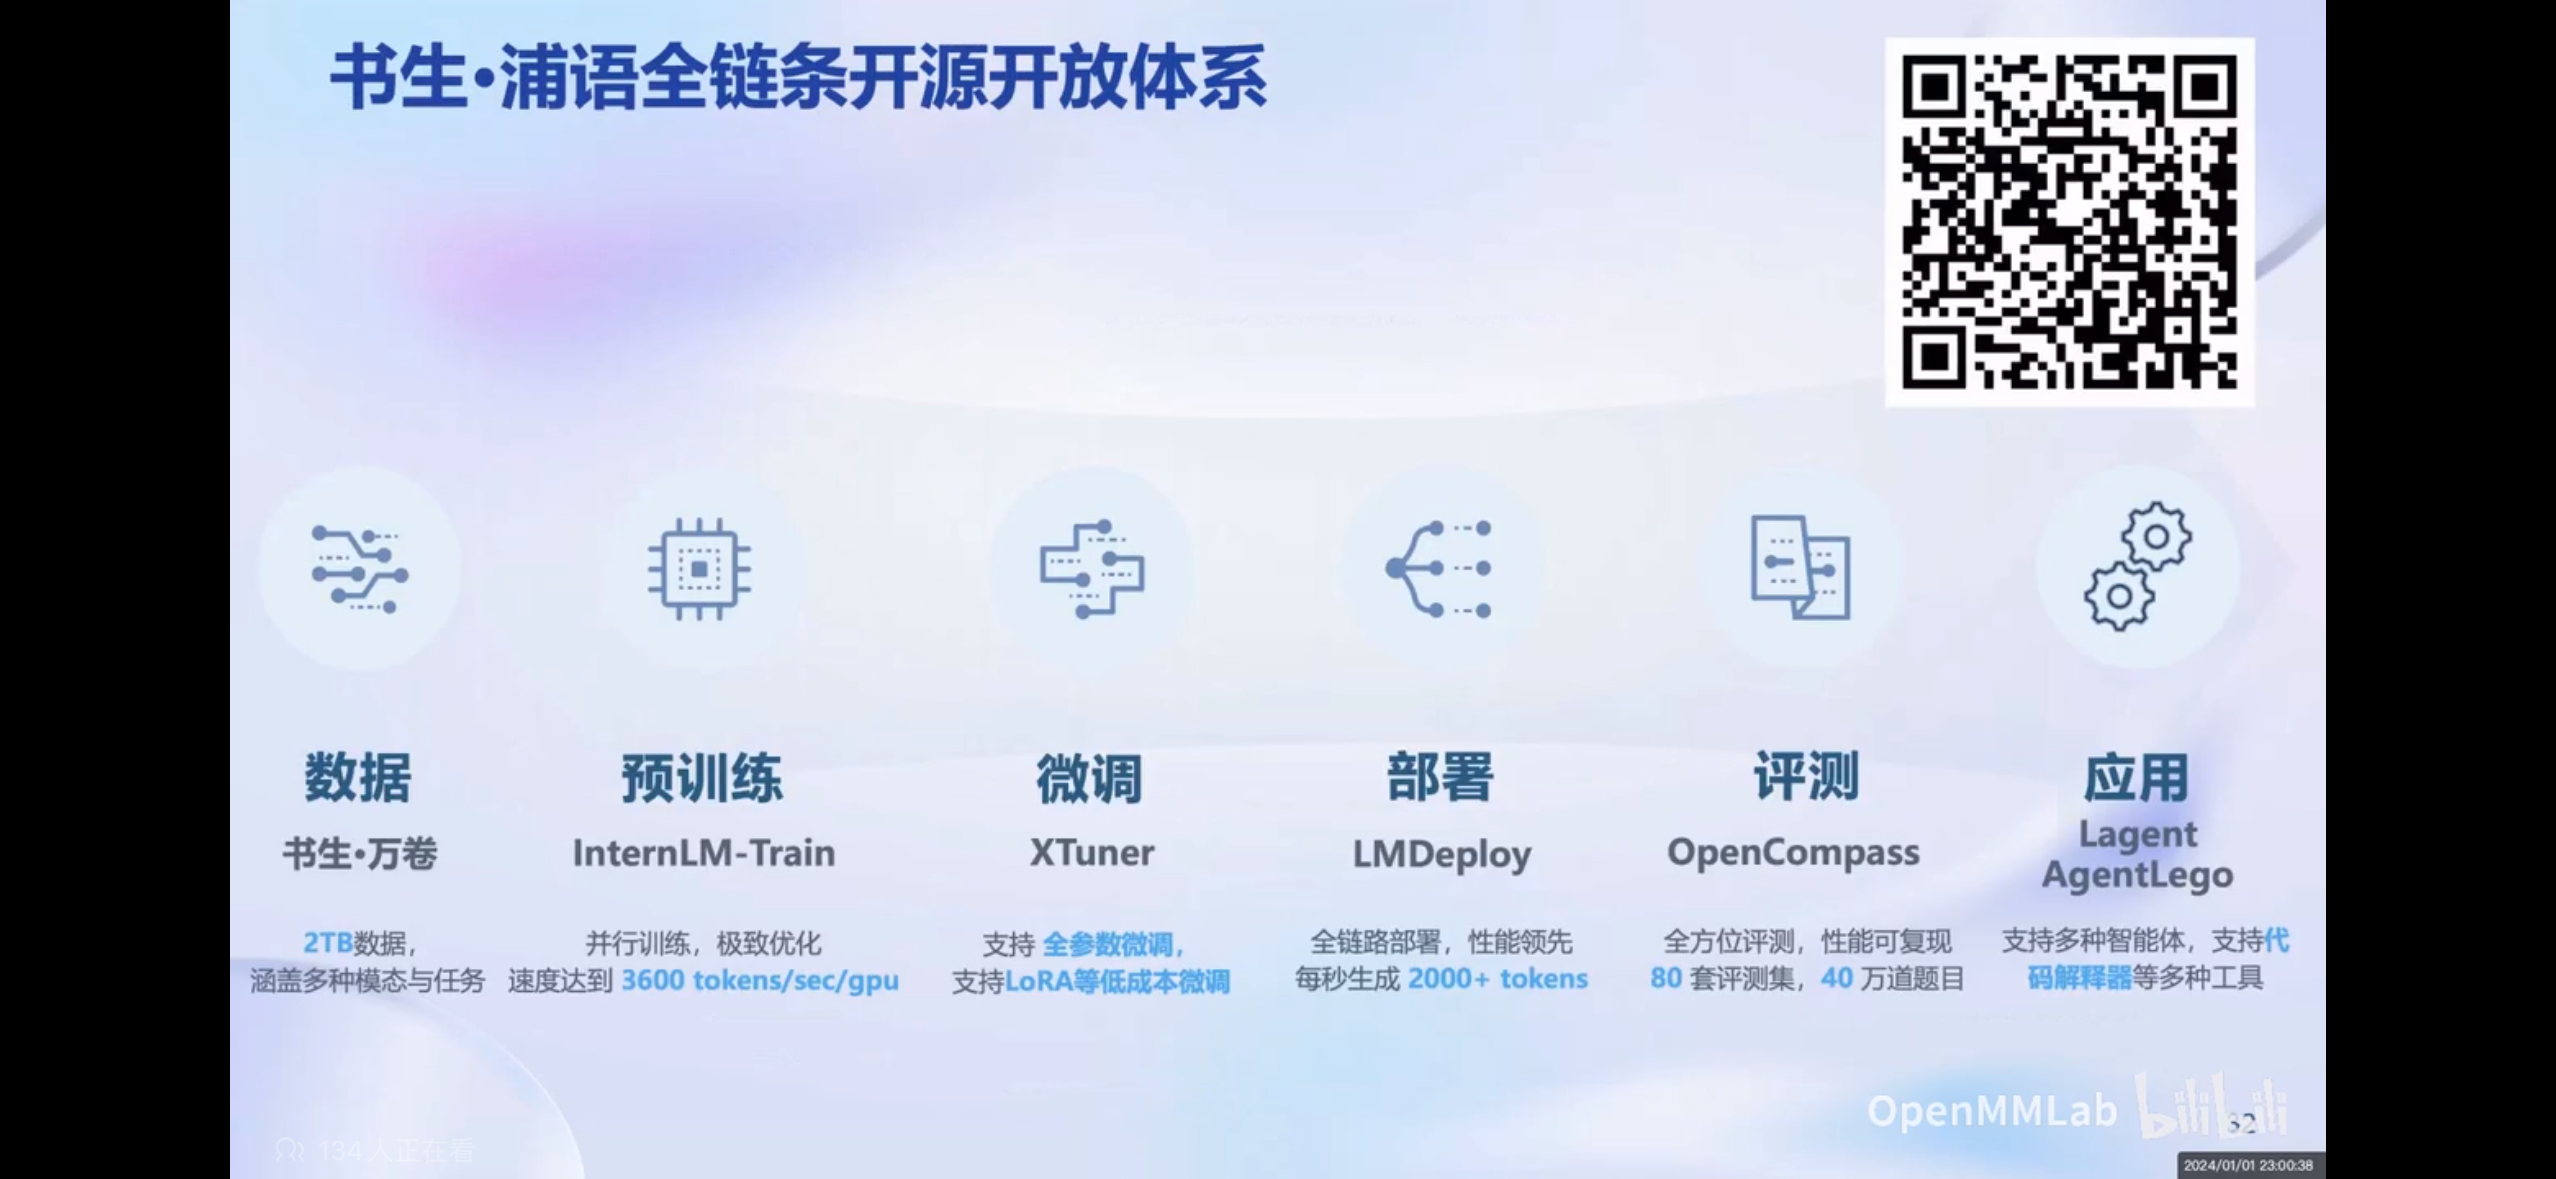 书生•浦语全链条开源开放体系
数据
书生•万卷
2TB数据，
涵盖多种模态与任务
预训练
InternLM-Train
并行训练，极致优化
速度达到 3600 tokens/sec/gpu
微调
XTuner
支持 全参数微调，
支持LoRA等低成本微调
部署
LMDeploy
全链路部署，性能领先
每秒生成 2000+ tokens
评测
OpenCompass
全方位评测，性能可复现
80 套评测集，40 万道题目
应用
Lagent
AgentLego
支持多种智能体，支持代
码解释器等多种工具
OpenMMLab bilibili
32
134人正在看
2024/01/01 23:00:38